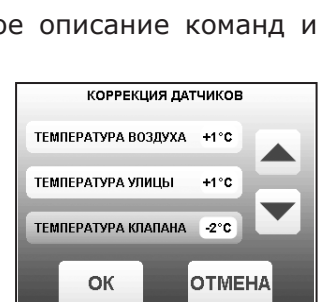 ое описание команд и
КОРРЕКЦИЯ ДАТЧИКОВ
ТЕМПЕРАТУРА ВОЗДУХА +1°C
ТЕМПЕРАТУРА УЛИЦЫ +1°C
ТЕМПЕРАТУРА КЛАПАНА -2°C
ОК ОТМЕНА